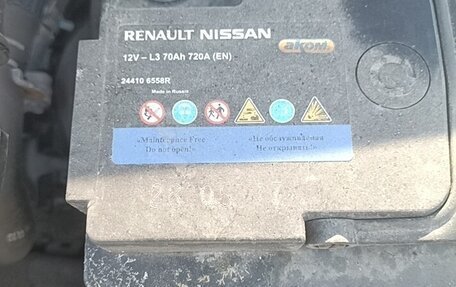 RENAULT NISSAN
akom
12V – L3 70Ah 720A (EN)
24410 6558R
Made in Russia
«Maintenance Free
Do not open!»
«Не обслуживаемая
Не открывать!»